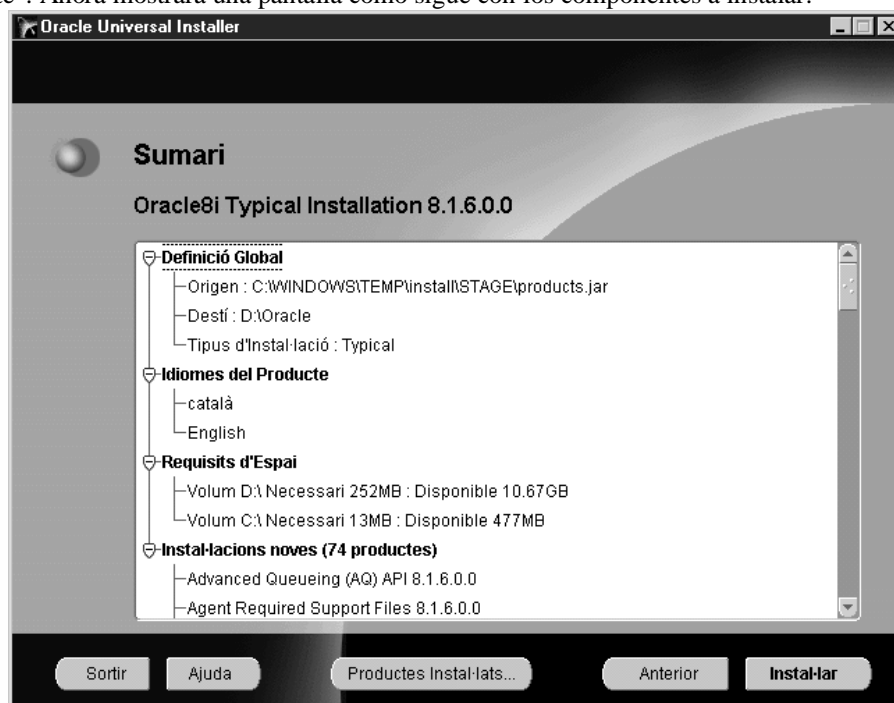 . Ahora mostrará una pantalla como sigue con los componentes a instalar:
Oracle Universal Installer
Sumari
Oracle8i Typical Installation 8.1.6.0.0
Definició Global
Origen : C:\WINDOWS\TEMP\install\STAGE\products.jar
Destí : D:\Oracle
Tipus d'Instal·lació : Typical
Idiomes del Producte
català
English
Requisits d'Espai
Volum D:\ Necessari 252MB : Disponible 10.67GB
Volum C:\ Necessari 13MB : Disponible 477MB
Instal·lacions noves (74 productes)
Advanced Queueing (AQ) API 8.1.6.0.0
Agent Required Support Files 8.1.6.0.0
Sortir Ajuda Productes Instal·lats... Anterior Instal·lar